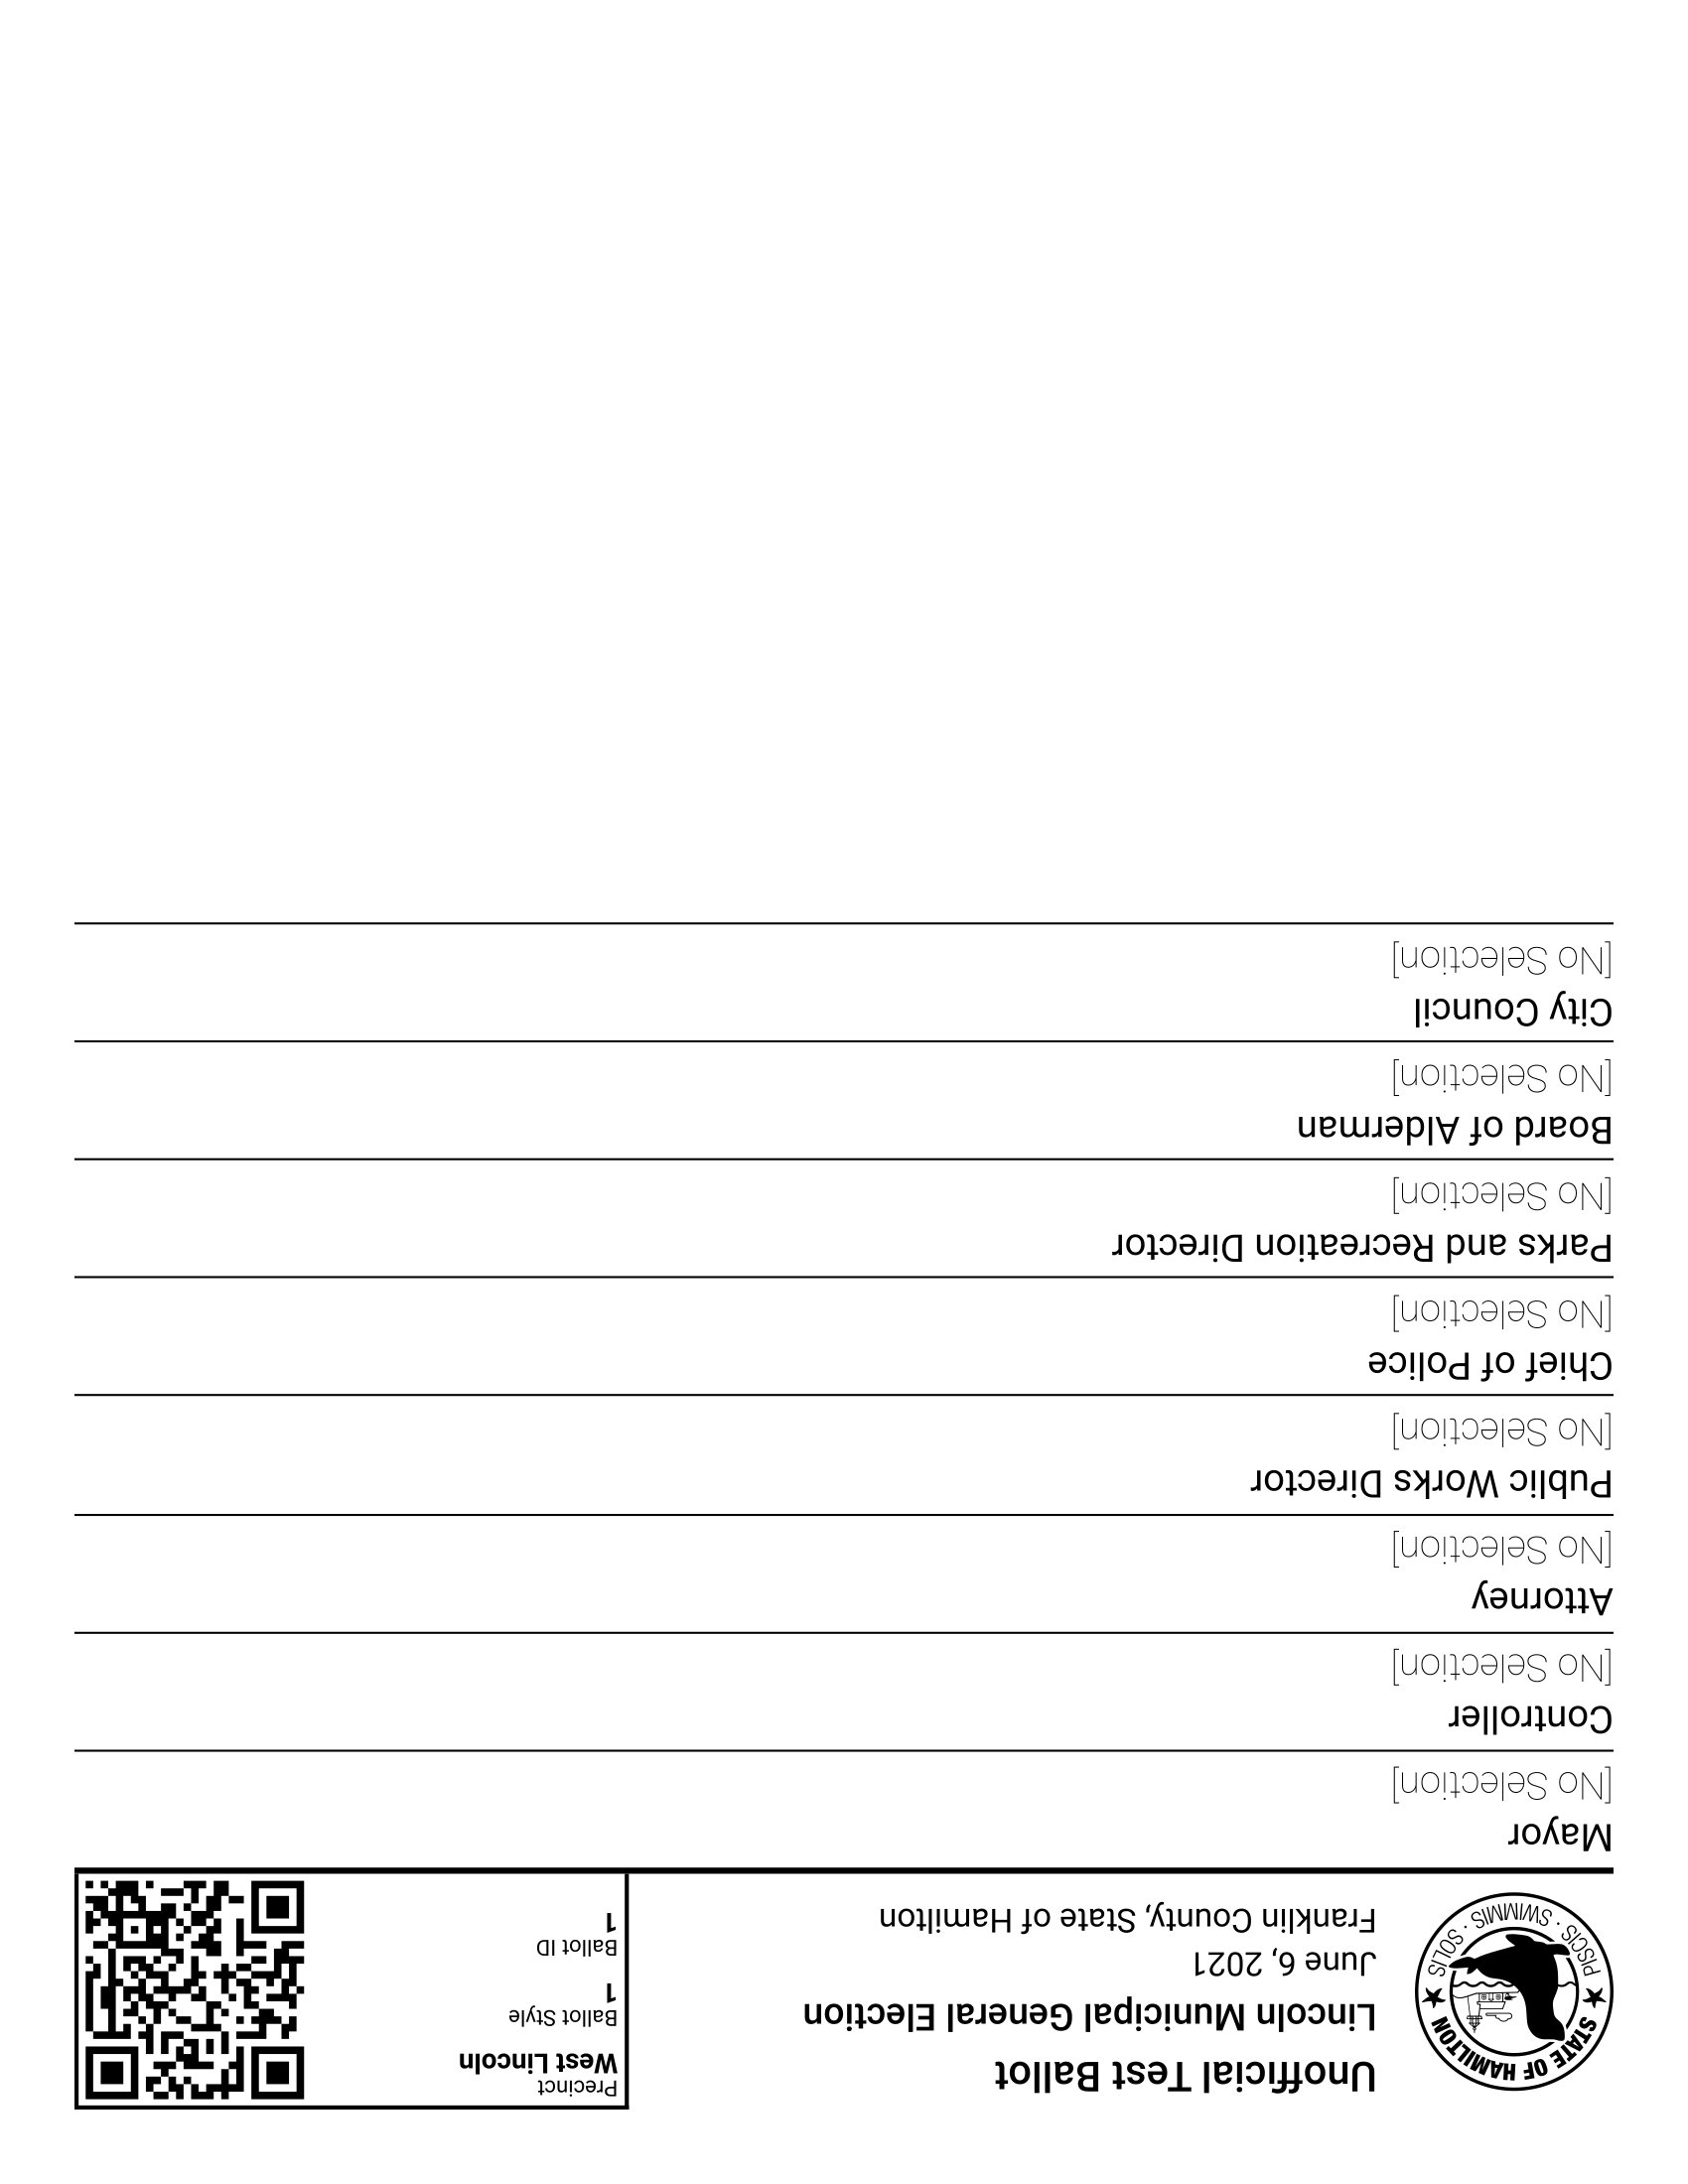 STATE OF HAMILTON
PISCIS · SWIMMIS · SOLIS
Unofficial Test Ballot
Lincoln Municipal General Election
June 6, 2021
Franklin County, State of Hamilton
Precinct
West Lincoln
Ballot Style
1
Ballot ID
1
Mayor
[No Selection]
Controller
[No Selection]
Attorney
[No Selection]
Public Works Director
[No Selection]
Chief of Police
[No Selection]
Parks and Recreation Director
[No Selection]
Board of Alderman
[No Selection]
City Council
[No Selection]